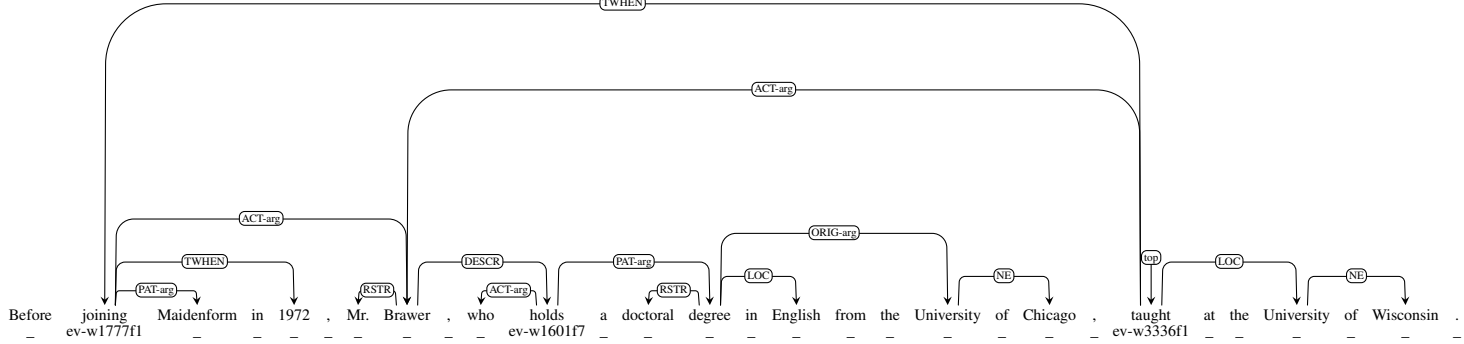 TWHEN
ACT-arg
ACT-arg
ORIG-arg
top
TWHEN DESCR PAT-arg LOC
LOC NE NE
PAT-arg RSTR ACT-arg RSTR
Before joining Maidenform in 1972 , Mr. Brawer , who holds a doctoral degree in English from the University of Chicago , taught at the University of Wisconsin .
_ ev-w1777f1 _ _ _ _ _ _ _ _ ev-w1601f7 _ _ _ _ _ _ _ _ _ _ _ ev-w3336f1 _ _ _ _ _ _